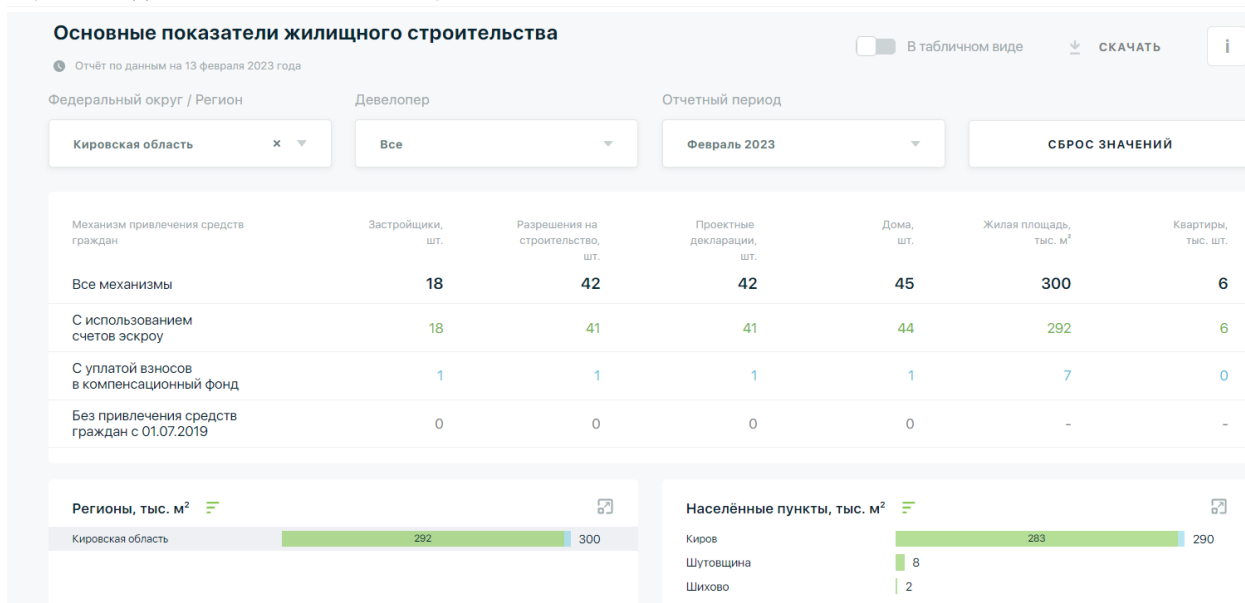 Основные показатели жилищного строительства
В табличном виде
СКАЧАТЬ
i
Отчёт по данным на 13 февраля 2023 года
Федеральный округ / Регион
Девелопер
Отчетный период
Кировская область × 
Все
Февраль 2023
СБРОС ЗНАЧЕНИЙ
Механизм привлечения средств граждан
Застройщики, шт.
Разрешения на строительство, шт.
Проектные декларации, шт.
Дома, шт.
Жилая площадь, тыс. м²
Квартиры, тыс. шт.
Все механизмы 18 42 42 45 300 6
С использованием счетов эскроу 18 41 41 44 292 6
С уплатой взносов в компенсационный фонд 1 1 1 1 7 0
Без привлечения средств граждан с 01.07.2019 0 0 0 0 - -
Регионы, тыс. м²
Кировская область 292 300
Населённые пункты, тыс. м²
Киров 283 290
Шутовщина 8
Шихово 2